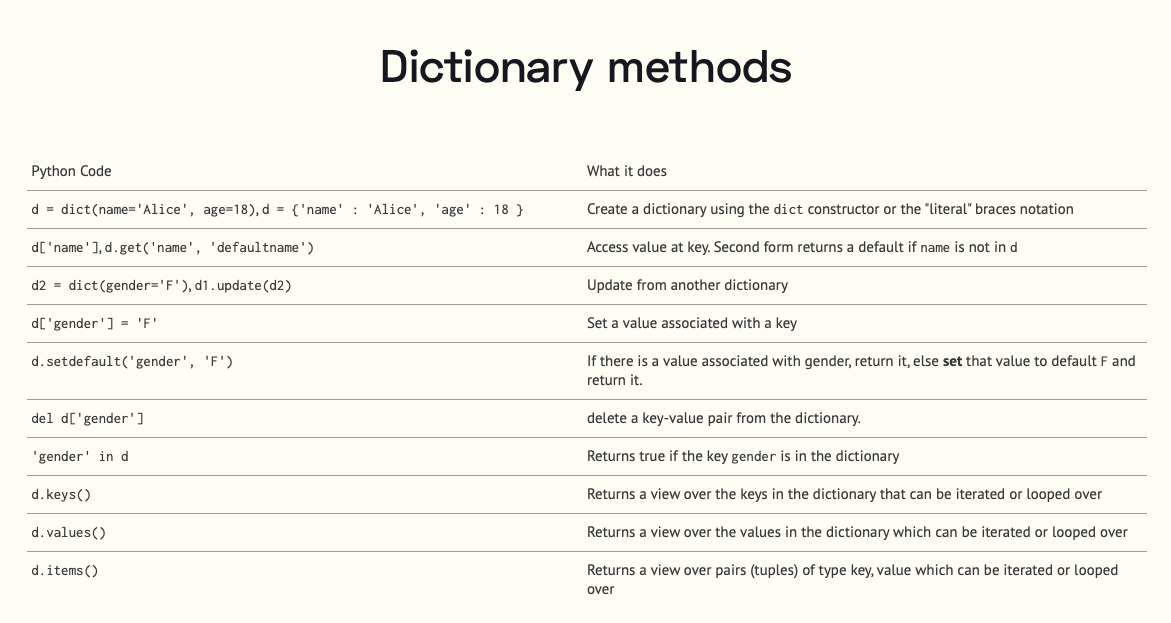 Dictionary methods
Python Code What it does
d = dict(name='Alice', age=18), d = {'name' : 'Alice', 'age' : 18 } Create a dictionary using the dict constructor or the "literal" braces notation
d['name'], d.get('name', 'defaultname') Access value at key. Second form returns a default if name is not in d
d2 = dict(gender='F'), d1.update(d2) Update from another dictionary
d['gender'] = 'F' Set a value associated with a key
d.setdefault('gender', 'F') If there is a value associated with gender, return it, else set that value to default F and
return it.
del d['gender'] delete a key-value pair from the dictionary.
'gender' in d Returns true if the key gender is in the dictionary
d.keys() Returns a view over the keys in the dictionary that can be iterated or looped over
d.values() Returns a view over the values in the dictionary which can be iterated or looped over
d.items() Returns a view over pairs (tuples) of type key, value which can be iterated or looped
over